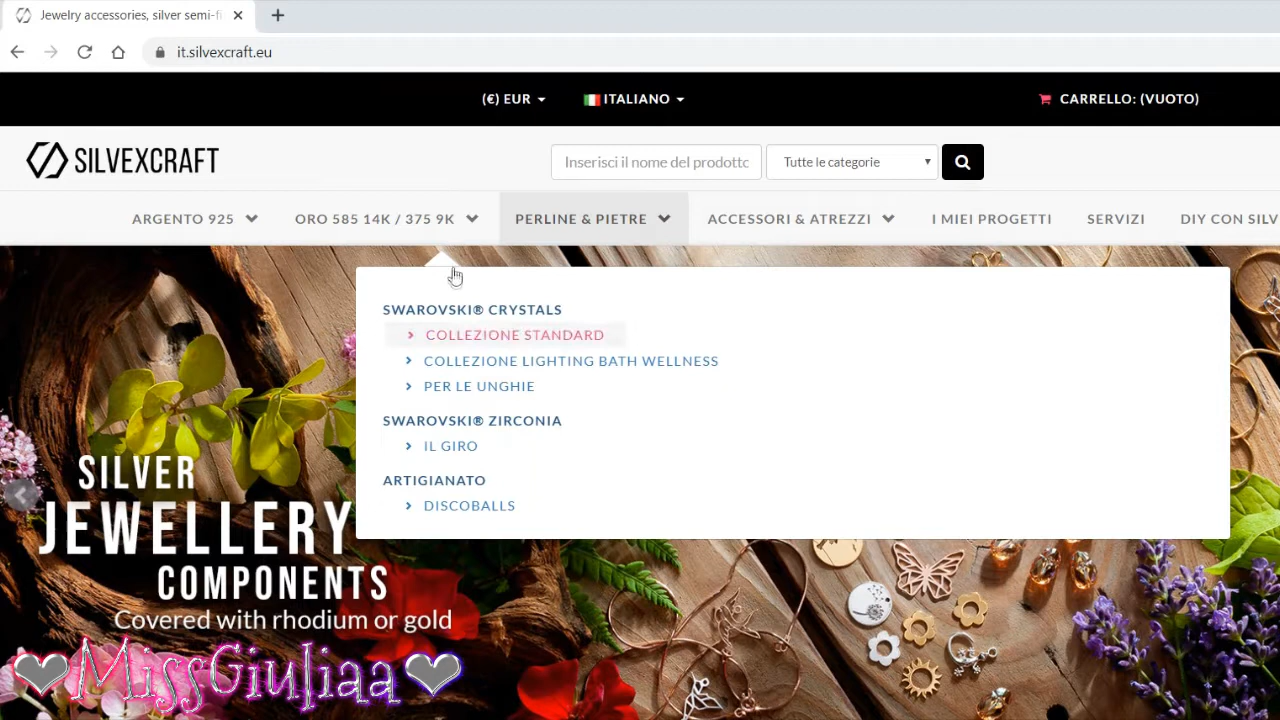 Jewelry accessories, silver semi-fi
it.silvexcraft.eu
(€) EUR ITALIANO CARRELLO: (VUOTO)
SILVEXCRAFT
Inserisci il nome del prodotto Tutte le categorie
ARGENTO 925 ORO 585 14K / 375 9K PERLINE & PIETRE ACCESSORI & ATREZZI I MIEI PROGETTI SERVIZI DIY CON SILV
SWAROVSKI® CRYSTALS
COLLEZIONE STANDARD
COLLEZIONE LIGHTING BATH WELLNESS
PER LE UNGHIE
SWAROVSKI® ZIRCONIA
IL GIRO
ARTIGIANATO
DISCOBALLS
SILVER
JEWELLERY
COMPONENTS
Covered with rhodium or gold
❤MissGiuliaa❤